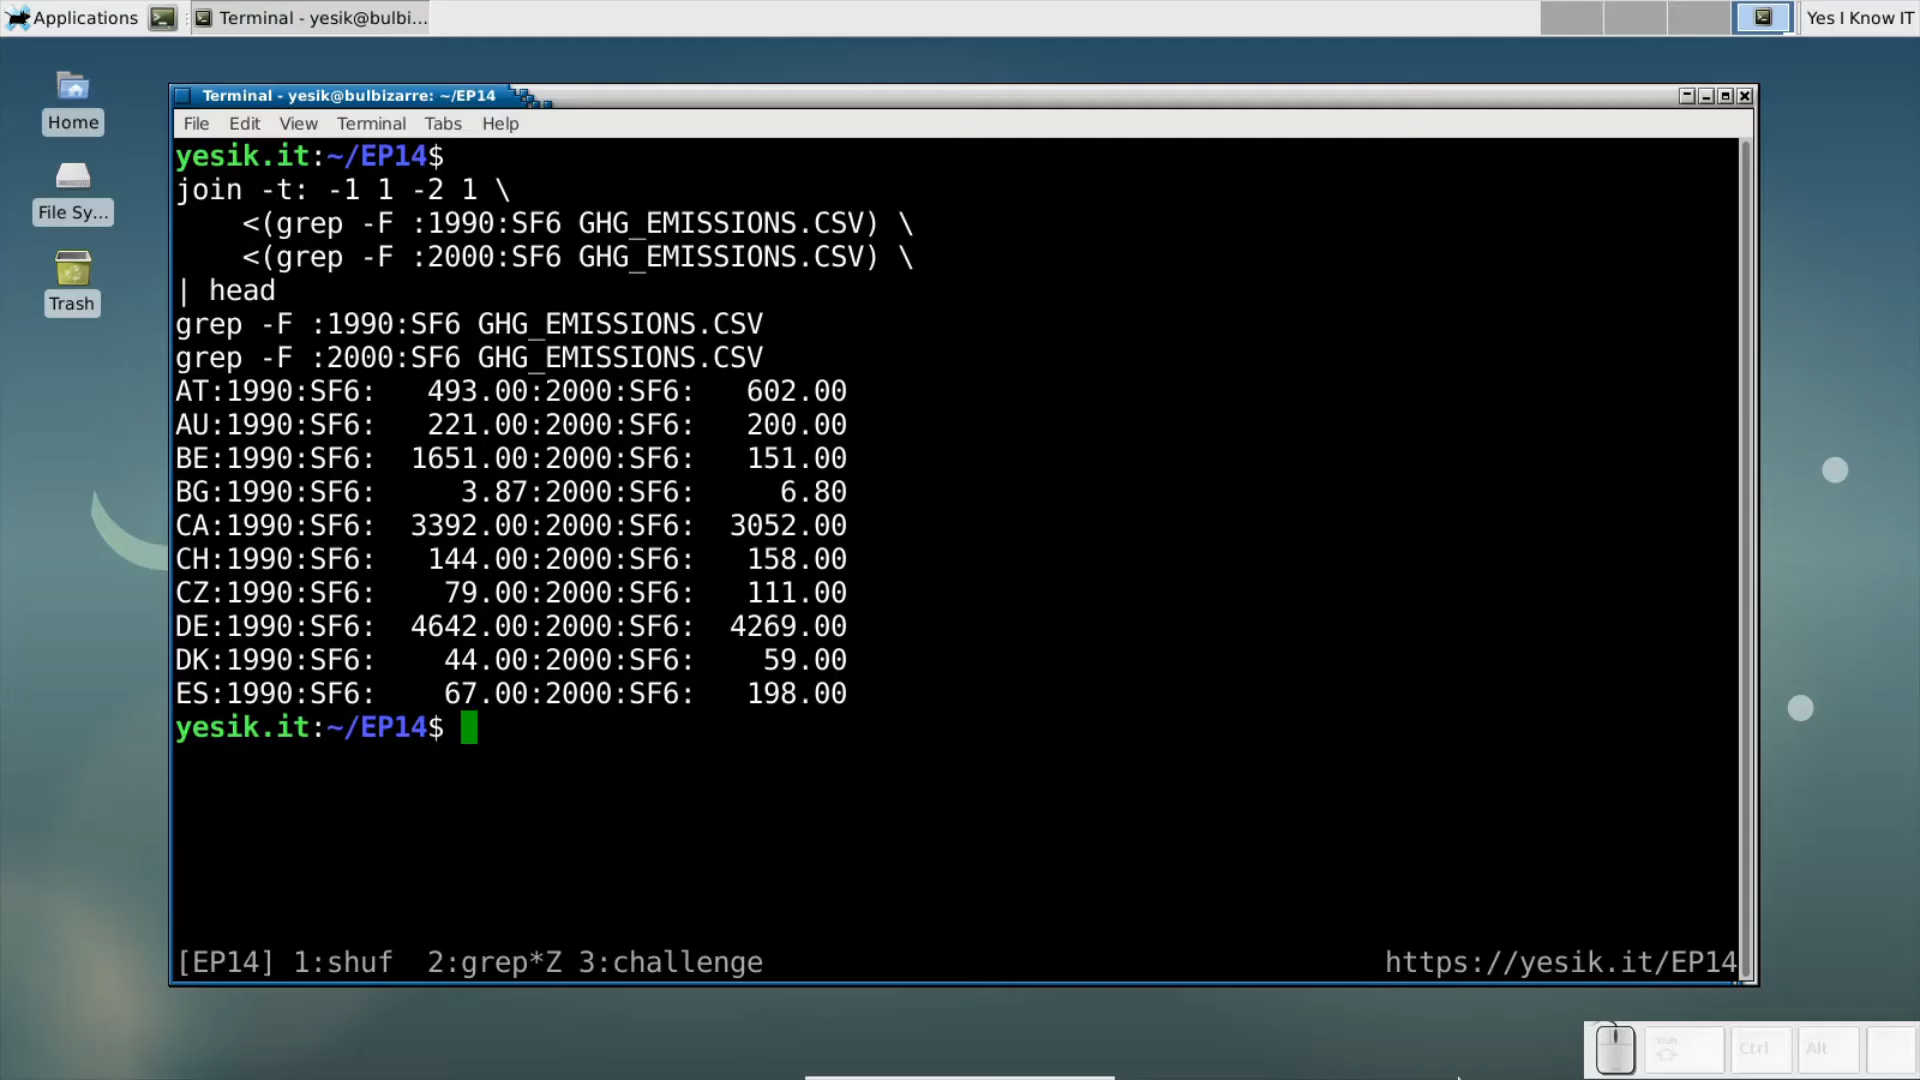 Applications
Terminal - yesik@bulbi...
Yes I Know IT
Home
File Sy...
Trash
Terminal - yesik@bulbizarre: ~/EP14
File Edit View Terminal Tabs Help
yesik.it:~/EP14$
join -t: -1 1 -2 1 \
    <(grep -F :1990:SF6 GHG_EMISSIONS.CSV) \
    <(grep -F :2000:SF6 GHG_EMISSIONS.CSV) \
| head
grep -F :1990:SF6 GHG_EMISSIONS.CSV
grep -F :2000:SF6 GHG_EMISSIONS.CSV
AT:1990:SF6:   493.00:2000:SF6:   602.00
AU:1990:SF6:   221.00:2000:SF6:   200.00
BE:1990:SF6:  1651.00:2000:SF6:   151.00
BG:1990:SF6:     3.87:2000:SF6:     6.80
CA:1990:SF6:  3392.00:2000:SF6:  3052.00
CH:1990:SF6:   144.00:2000:SF6:   158.00
CZ:1990:SF6:    79.00:2000:SF6:   111.00
DE:1990:SF6:  4642.00:2000:SF6:  4269.00
DK:1990:SF6:    44.00:2000:SF6:    59.00
ES:1990:SF6:    67.00:2000:SF6:   198.00
yesik.it:~/EP14$
[EP14] 1:shuf  2:grep*Z 3:challenge
https://yesik.it/EP14
Ctrl
Alt